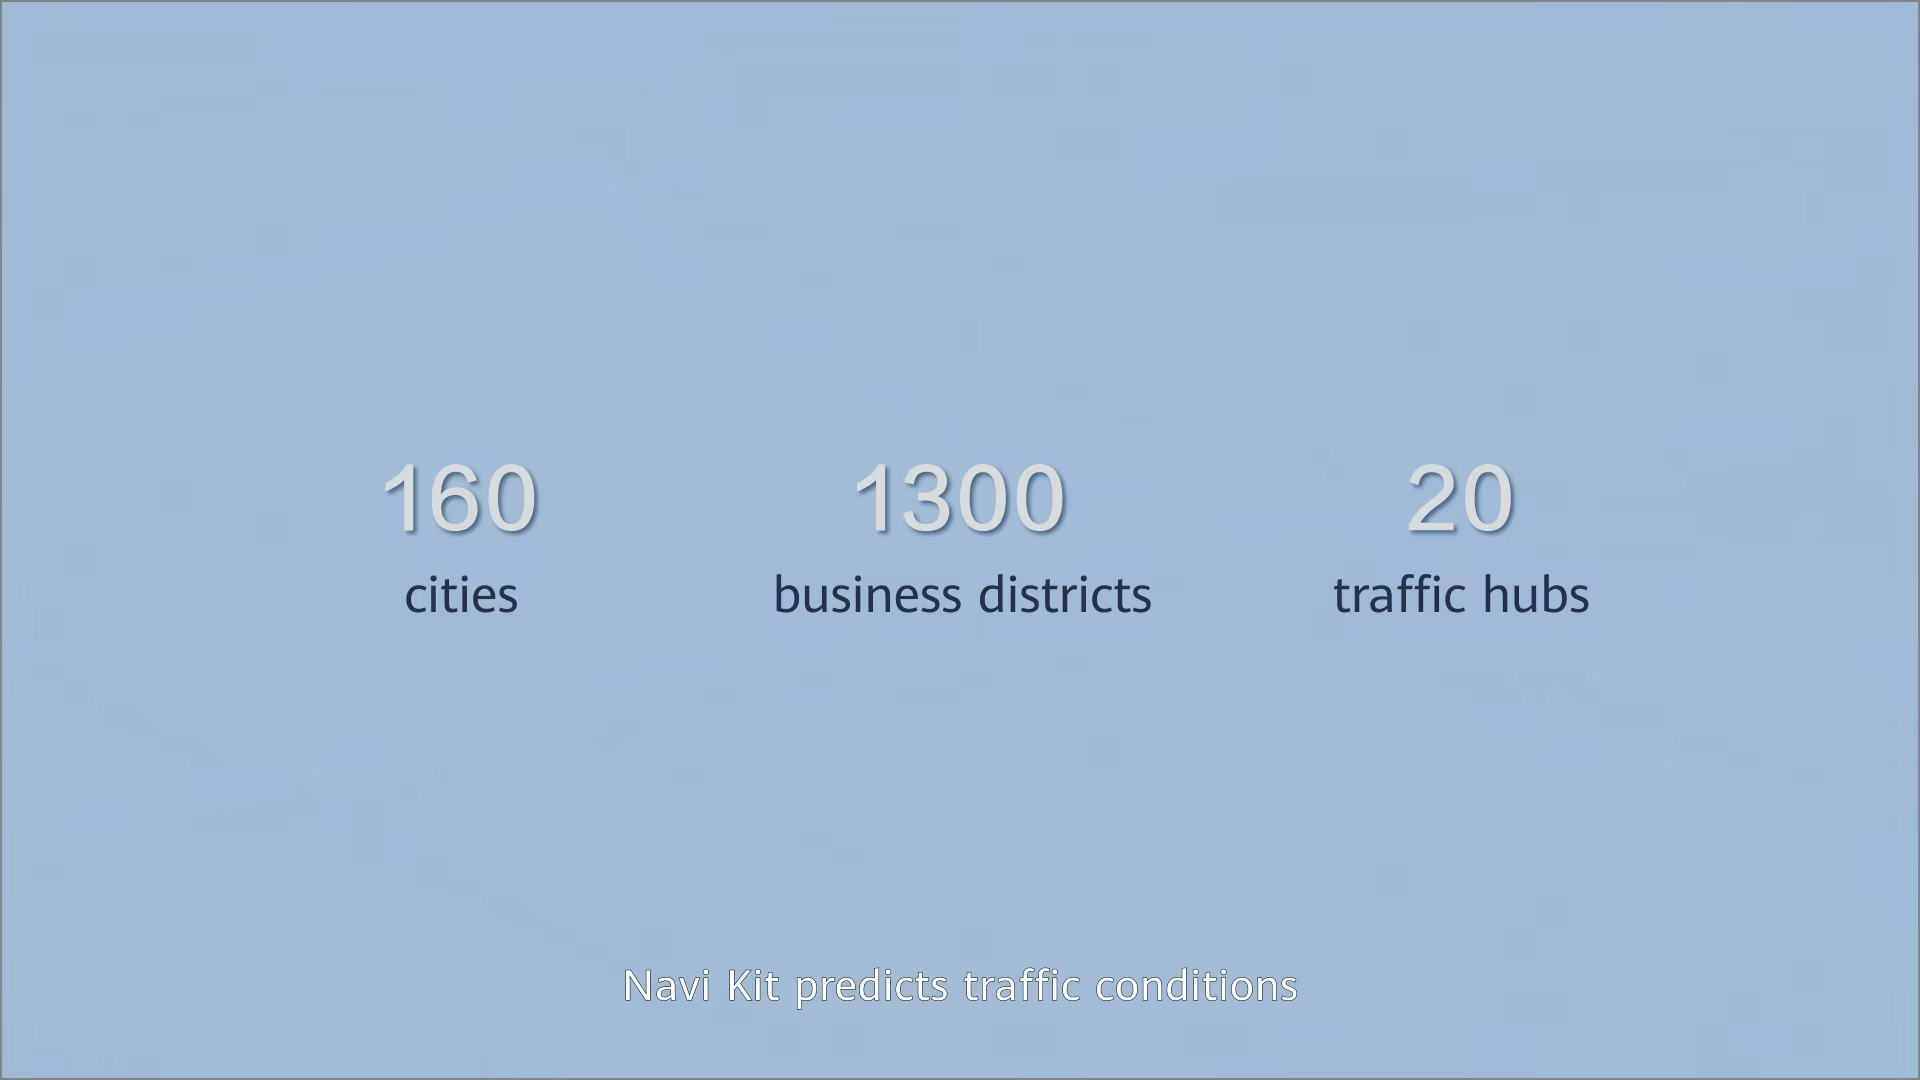 160 1300 20
cities business districts traffic hubs
Navi Kit predicts traffic conditions